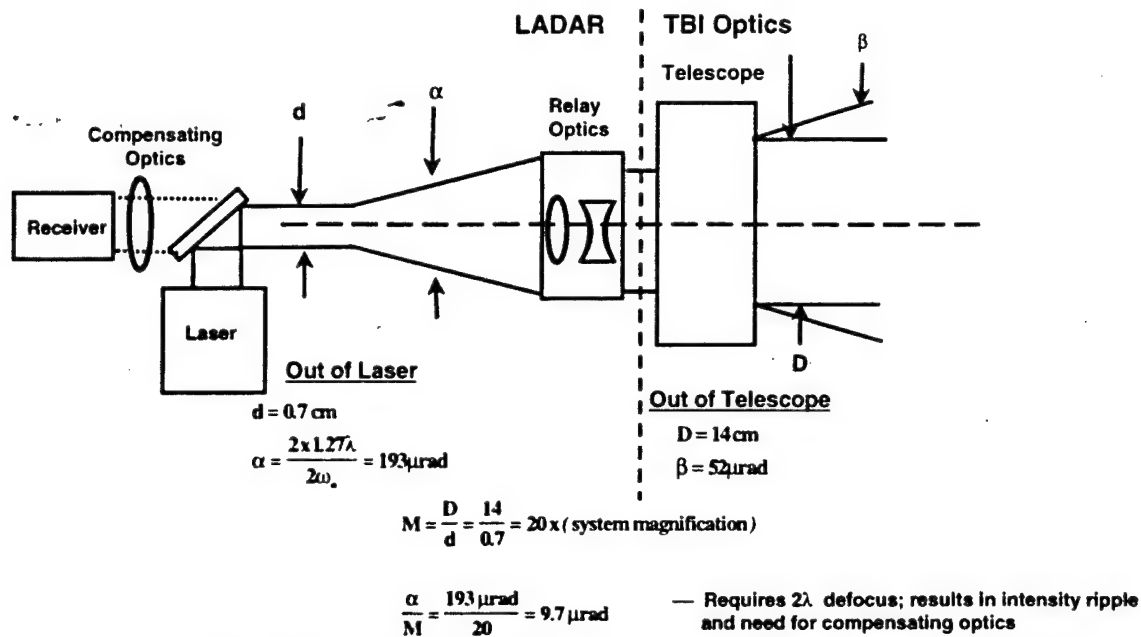 LADAR
TBI Optics
Telescope
β
α
d
Relay
Optics
Compensating
Optics
Receiver
Laser
D
Out of Laser
d = 0.7 cm
α = 2 x 1.27λ / 2ω₀ = 193μrad
Out of Telescope
D = 14 cm
β = 52μrad
M = D / d = 14 / 0.7 = 20 x ( system magnification )
α / M = 193 μrad / 20 = 9.7 μrad
— Requires 2λ defocus; results in intensity ripple
and need for compensating optics